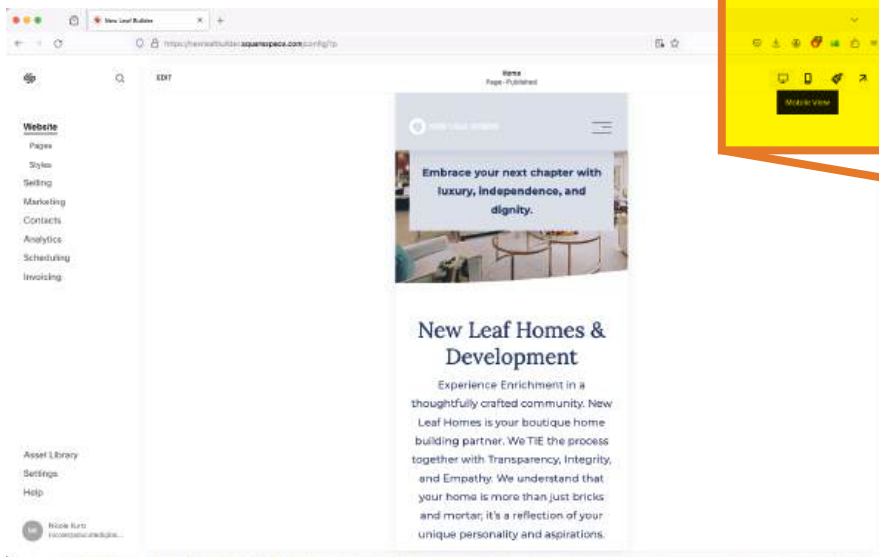 New Leaf Builder
EDIT
Home
Page · Published
Mobile View
Website
Pages
Styles
Selling
Marketing
Contacts
Analytics
Scheduling
Invoicing
Asset Library
Settings
Help
Embrace your next chapter with
luxury, independence, and
dignity.
New Leaf Homes &
Development
Experience Enrichment in a
thoughtfully crafted community. New
Leaf Homes is your boutique home
building partner. We TIE the process
together with Transparency, Integrity,
and Empathy. We understand that
your home is more than just bricks
and mortar; it's a reflection of your
unique personality and aspirations.